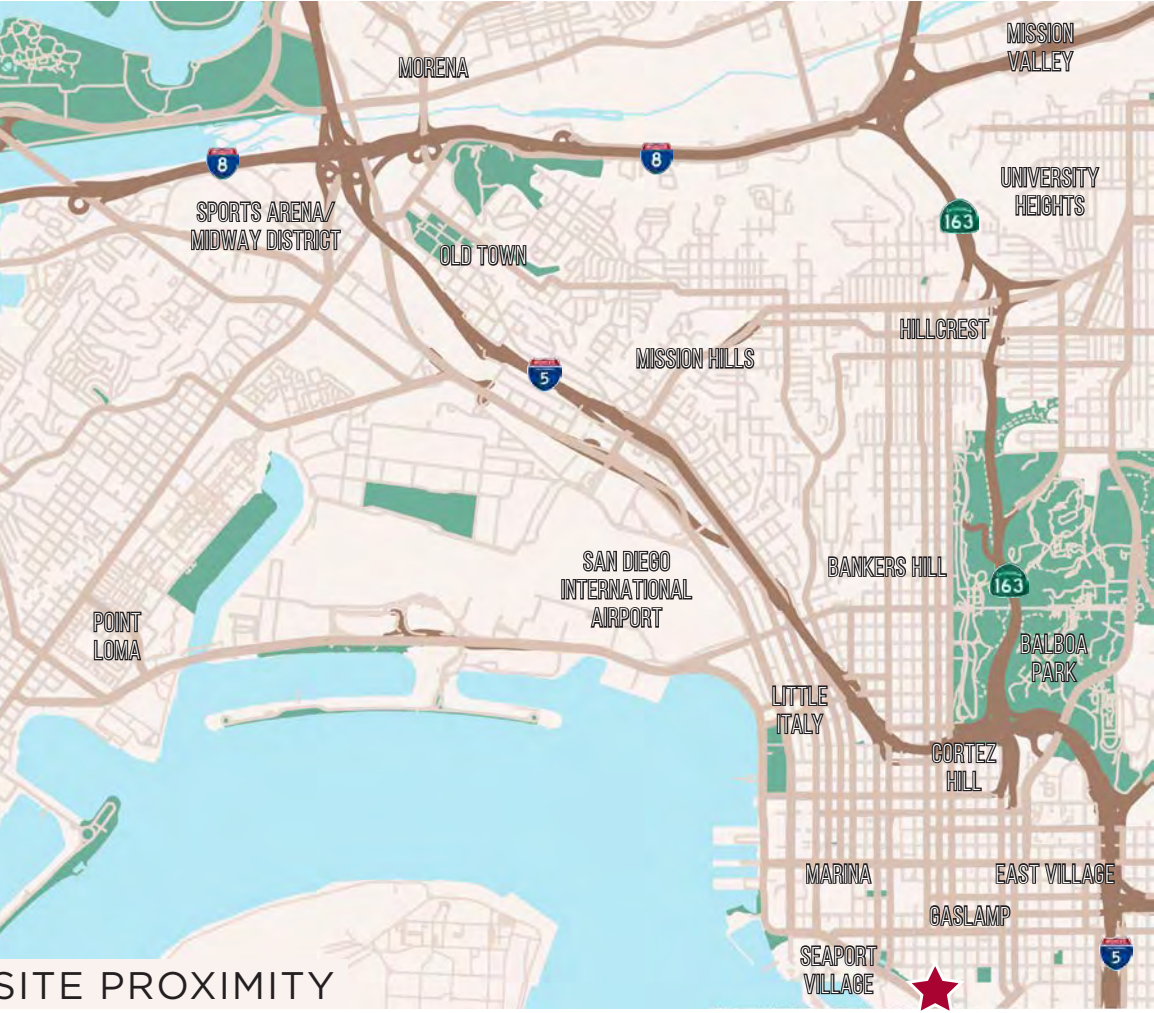 MISSION
VALLEY
MORENA
8
8
UNIVERSITY
HEIGHTS
163
SPORTS ARENA/
MIDWAY DISTRICT
OLD TOWN
HILLCREST
MISSION HILLS
5
SAN DIEGO
INTERNATIONAL
AIRPORT
BANKERS HILL
163
POINT
LOMA
BALBOA
PARK
LITTLE
ITALY
CORTEZ
HILL
MARINA
EAST VILLAGE
GASLAMP
5
SEAPORT
VILLAGE
SITE PROXIMITY